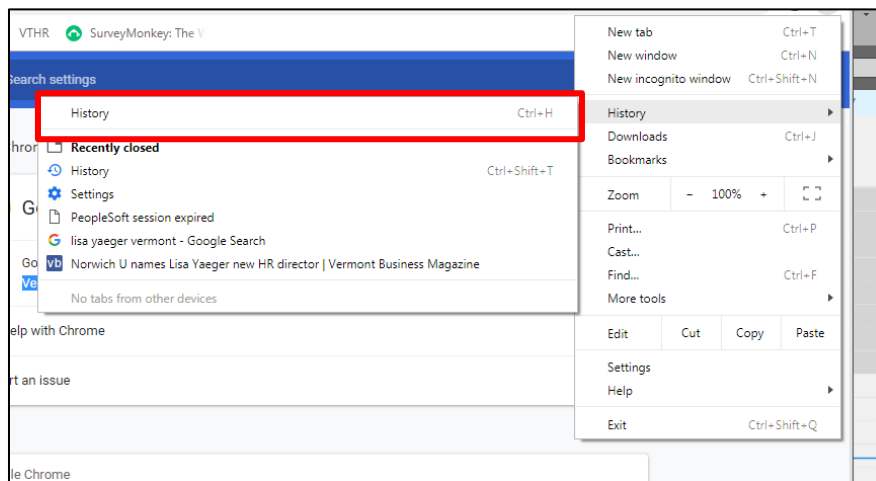 VTHR SurveyMonkey: The
Search settings
History Ctrl+H
Recently closed
History Ctrl+Shift+T
Settings
PeopleSoft session expired
lisa yaeger vermont - Google Search
vb Norwich U names Lisa Yaeger new HR director | Vermont Business Magazine
No tabs from other devices
New tab Ctrl+T
New window Ctrl+N
New incognito window Ctrl+Shift+N
History
Downloads Ctrl+J
Bookmarks
Zoom - 100% +
Print... Ctrl+P
Cast...
Find... Ctrl+F
More tools
Edit Cut Copy Paste
Settings
Help
Exit Ctrl+Shift+Q
hror
G
Go
Ve
elp with Chrome
rt an issue
le Chrome